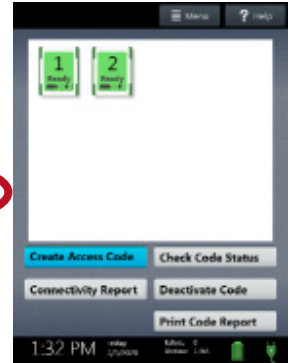 Menu ? Help
1 2
Ready Ready
Create Access Code Check Code Status
Connectivity Report Deactivate Code
Print Code Report
1:32 PM